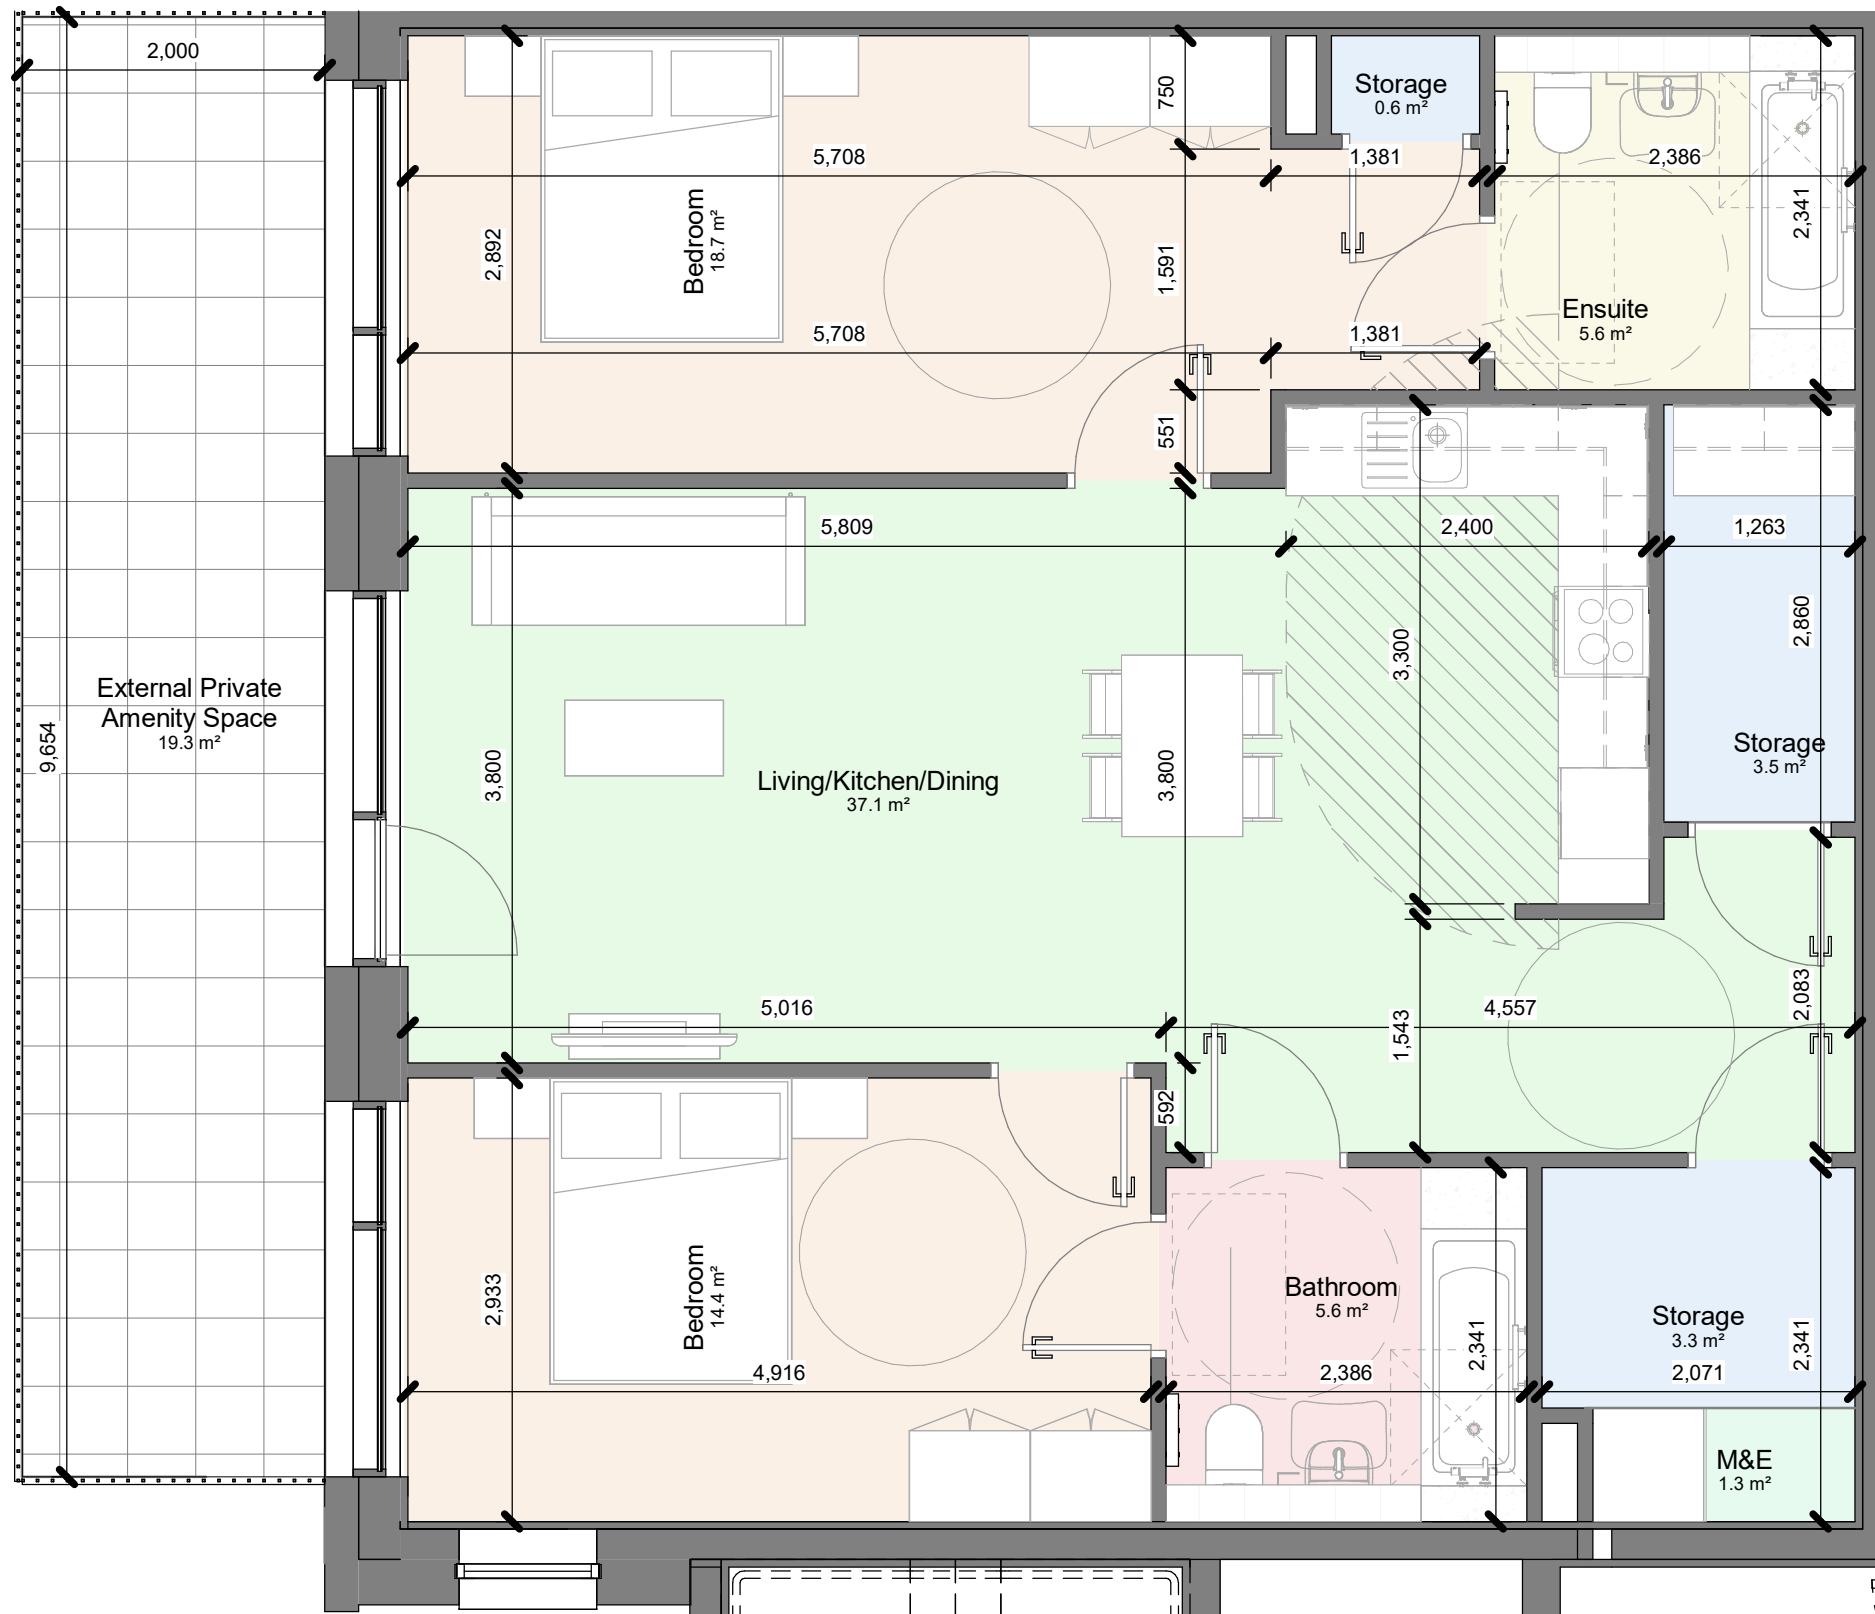 2,000
750
Storage
0.6 m²
5,708
1,381
2,386
Bedroom
18.7 m²
2,892
1,591
2,341
Ensuite
5.6 m²
5,708
1,381
551
5,809
2,400
1,263
3,300
2,860
External Private
Amenity Space
19.3 m²
9,654
3,800
Living/Kitchen/Dining
37.1 m²
3,800
Storage
3.5 m²
5,016
4,557
2,083
1,543
592
Bedroom
14.4 m²
2,933
4,916
Bathroom
5.6 m²
2,386
2,341
Storage
3.3 m²
2,071
2,341
M&E
1.3 m²